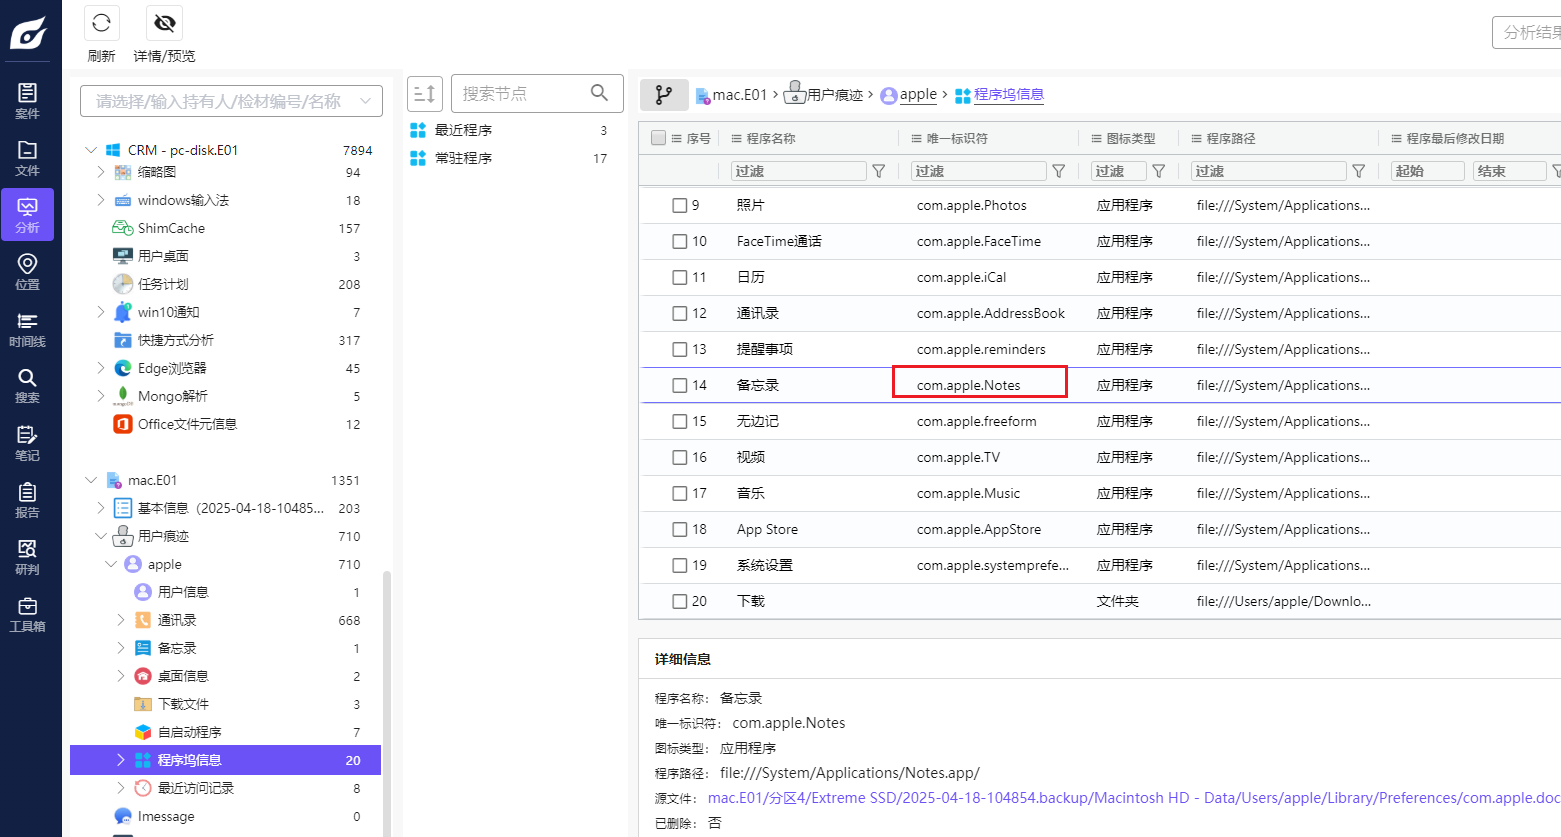 刷新
详情/预览
分析结果
案件
文件
分析
位置
时间线
搜索
笔记
报告
研判
工具箱
请选择/输入持有人/检材编号/名称
CRM - pc-disk.E01 7894
缩略图 94
windows输入法 18
ShimCache 157
用户桌面 3
任务计划 208
win10通知 7
快捷方式分析 317
Edge浏览器 45
Mongo解析 5
Office文件元信息 12
mac.E01 1351
基本信息（2025-04-18-10485... 203
用户痕迹 710
apple 710
用户信息 1
通讯录 668
备忘录 1
桌面信息 2
下载文件 3
自启动程序 7
程序坞信息 20
最近访问记录 8
Imessage 0
搜索节点
最近程序 3
常驻程序 17
mac.E01 > 用户痕迹 > apple > 程序坞信息
序号 程序名称 唯一标识符 图标类型 程序路径 程序最后修改日期
过滤 过滤 过滤 过滤 起始 结束
9 照片 com.apple.Photos 应用程序 file:///System/Applications...
10 FaceTime通话 com.apple.FaceTime 应用程序 file:///System/Applications...
11 日历 com.apple.iCal 应用程序 file:///System/Applications...
12 通讯录 com.apple.AddressBook 应用程序 file:///System/Applications...
13 提醒事项 com.apple.reminders 应用程序 file:///System/Applications...
14 备忘录 com.apple.Notes 应用程序 file:///System/Applications...
15 无边记 com.apple.freeform 应用程序 file:///System/Applications...
16 视频 com.apple.TV 应用程序 file:///System/Applications...
17 音乐 com.apple.Music 应用程序 file:///System/Applications...
18 App Store com.apple.AppStore 应用程序 file:///System/Applications...
19 系统设置 com.apple.systemprefe... 应用程序 file:///System/Applications...
20 下载 文件夹 file:///Users/apple/Downlo...
详细信息
程序名称： 备忘录
唯一标识符： com.apple.Notes
图标类型： 应用程序
程序路径： file:///System/Applications/Notes.app/
源文件： mac.E01/分区4/Extreme SSD/2025-04-18-104854.backup/Macintosh HD - Data/Users/apple/Library/Preferences/com.apple.doc
已删除： 否